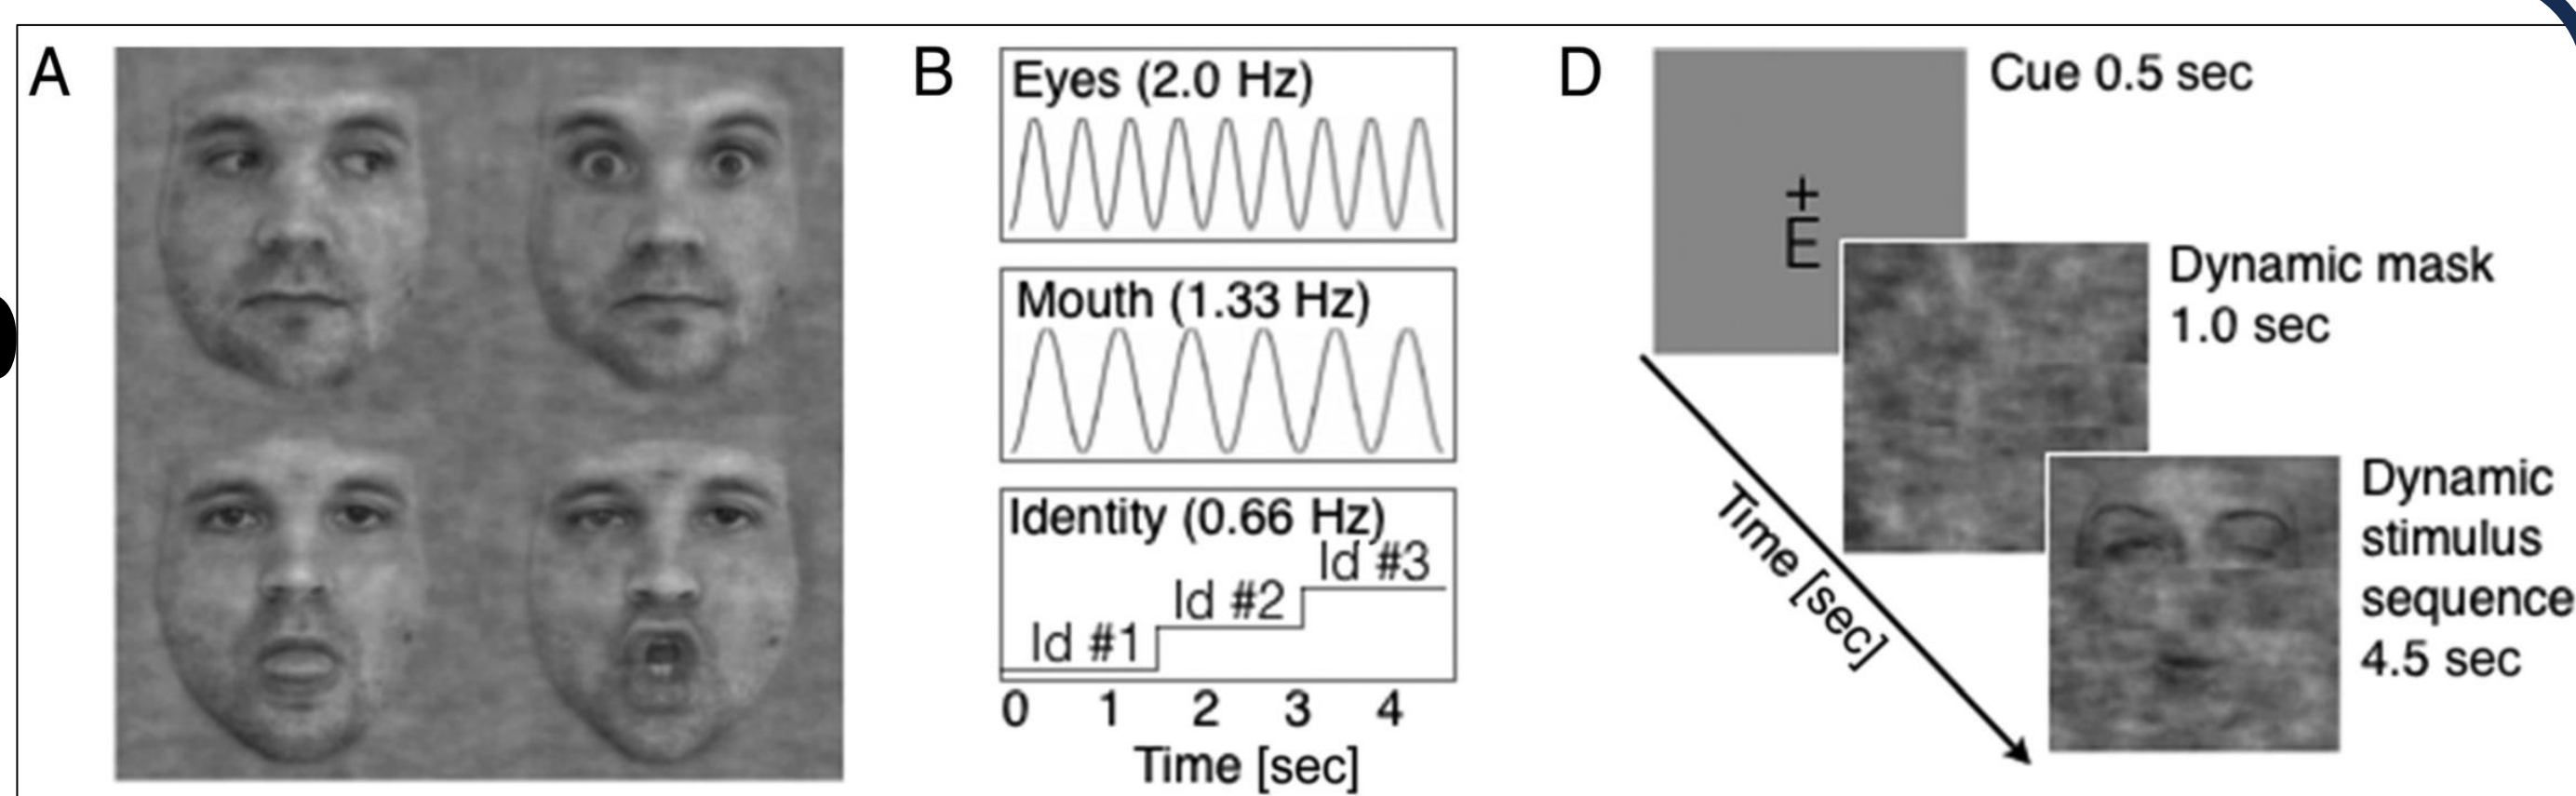 A
B
Eyes (2.0 Hz)
Mouth (1.33 Hz)
Identity (0.66 Hz)
Id #1
Id #2
Id #3
0 1 2 3 4
Time [sec]
D
+
E
Cue 0.5 sec
Dynamic mask
1.0 sec
Dynamic
stimulus
sequence
4.5 sec
Time [sec]